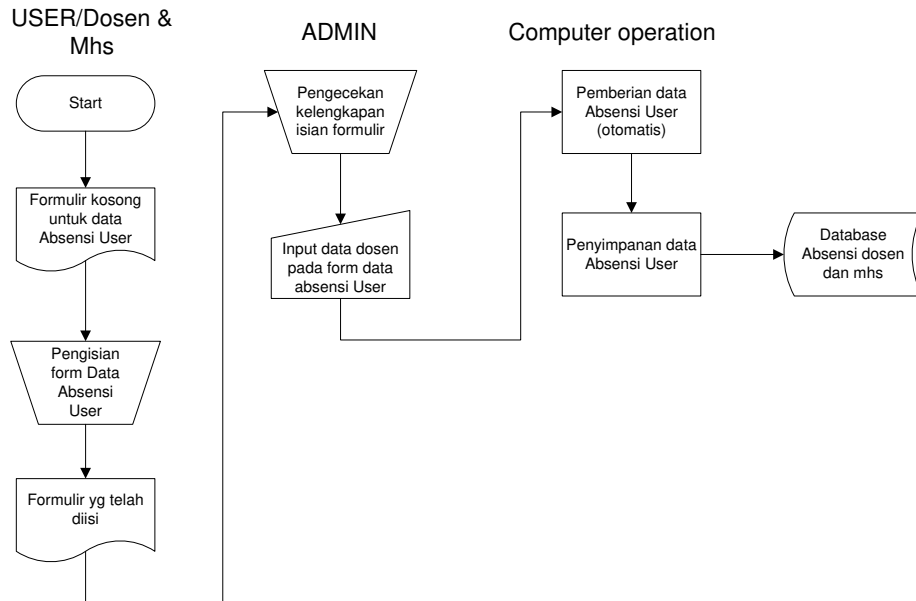 USER/Dosen &
Mhs
Start
Formulir kosong
untuk data
Absensi User
Pengisian
form Data
Absensi
User
Formulir yg telah
diisi
ADMIN
Pengecekan
kelengkapan
isian formulir
Input data dosen
pada form data
absensi User
Computer operation
Pemberian data
Absensi User
(otomatis)
Penyimpanan data
Absensi User
Database
Absensi dosen
dan mhs